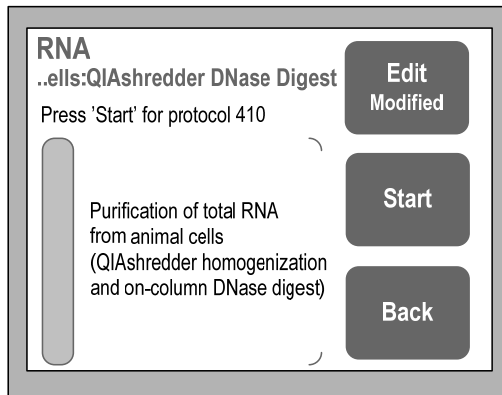 RNA
..ells:QIAshredder DNase Digest
Press ’Start’ for protocol 410
Purification of total RNA
from animal cells
(QIAshredder homogenization
and on-column DNase digest)
Edit
Modified
Start
Back